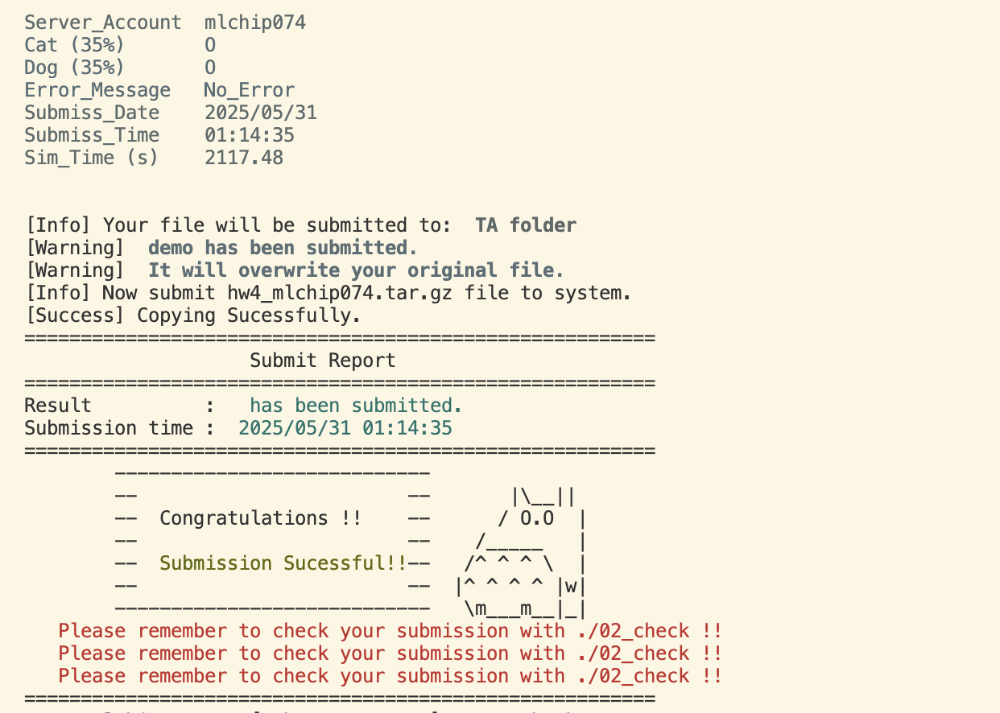 Server_Account  mlchip074
Cat (35%)       O
Dog (35%)       O
Error_Message   No_Error
Submiss_Date    2025/05/31
Submiss_Time    01:14:35
Sim_Time (s)    2117.48
[Info] Your file will be submitted to:  TA folder
[Warning]  demo has been submitted.
[Warning]  It will overwrite your original file.
[Info] Now submit hw4_mlchip074.tar.gz file to system.
[Success] Copying Sucessfully.
========================================================
                    Submit Report
========================================================
Result          :   has been submitted.
Submission time :  2025/05/31 01:14:35
========================================================
        ----------------------------
        --                        --         |\__||
        --  Congratulations !!    --        / O.O  |
        --                        --      /_____   |
        --  Submission Sucessful!!--     /^ ^ ^ \  |
        --                        --    |^ ^ ^ ^ |w|
        ----------------------------     \m___m__|_|
   Please remember to check your submission with ./02_check !!
   Please remember to check your submission with ./02_check !!
   Please remember to check your submission with ./02_check !!
========================================================